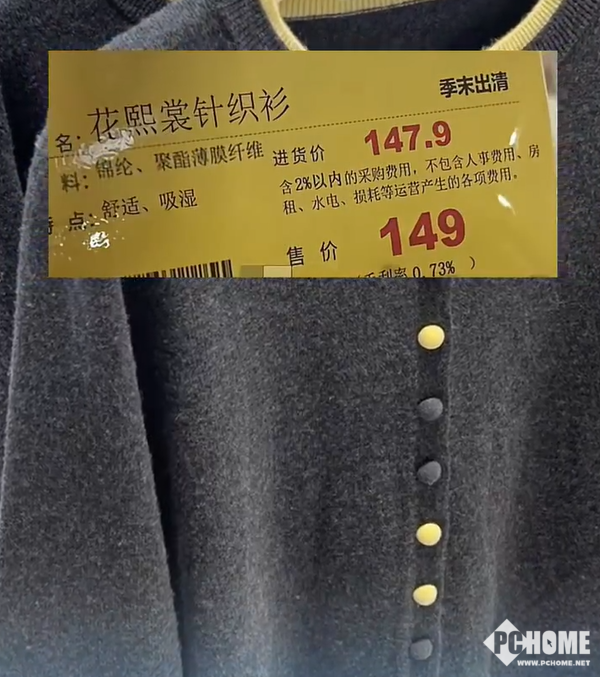 季末出清
名：花熙裳针织衫
料：锦纶、聚酯薄膜纤维
点：舒适、吸湿
进货价 147.9
含2%以内的采购费用，不包含人事费用、房
租、水电、损耗等运营产生的各项费用。
售 价 149
毛利率0.73% ）
PCHOME
WWW.PCHOME.NET